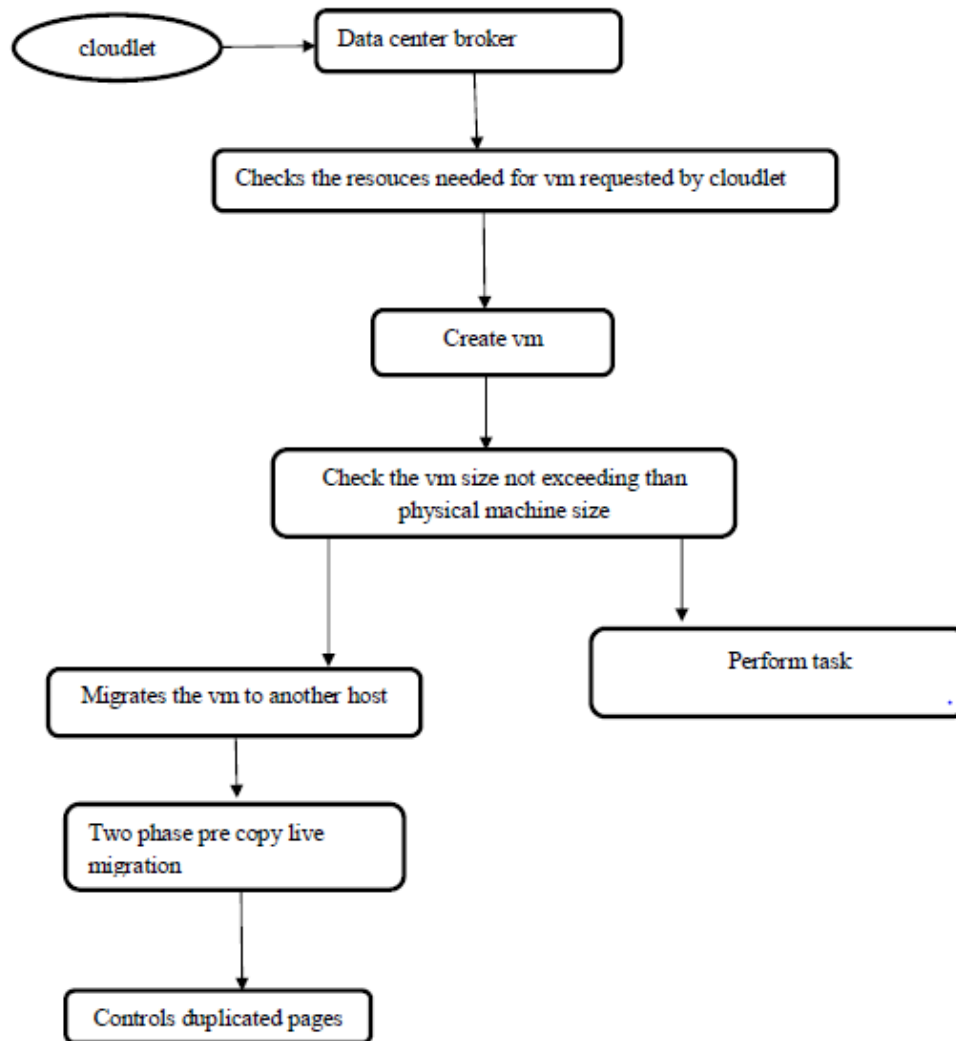 cloudlet
Data center broker
Checks the resouces needed for vm requested by cloudlet
Create vm
Check the vm size not exceeding than
physical machine size
Perform task
Migrates the vm to another host
Two phase pre copy live
migration
Controls duplicated pages